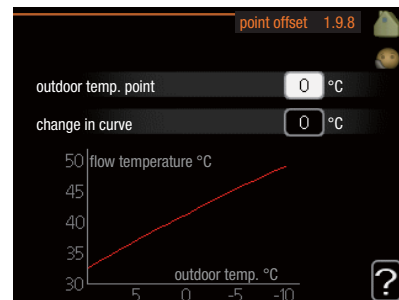 point offset 1.9.8
outdoor temp. point 0 °C
change in curve 0 °C
50 flow temperature °C
45
40
35
outdoor temp. °C
30
5 0 -5 -10
?